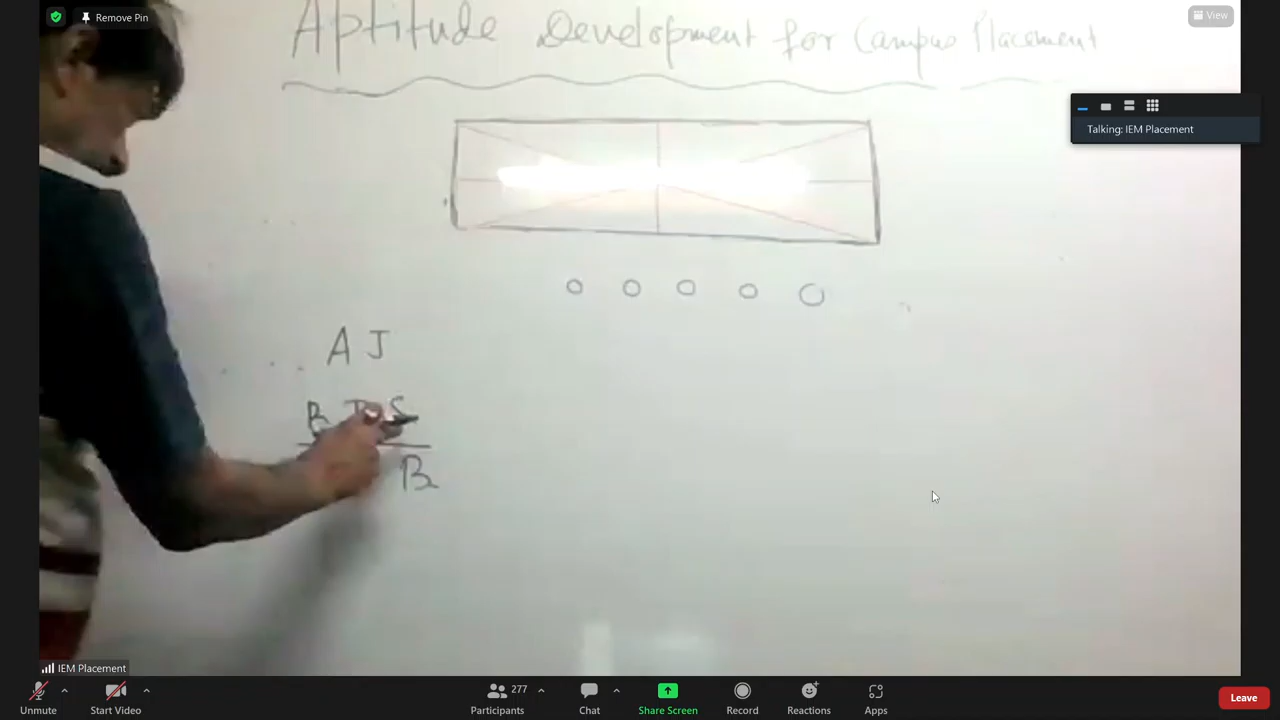 Remove Pin
View
Aptitude Development for Campus Placement
Talking: IEM Placement
A J
B
IEM Placement
277
Unmute
Start Video
Participants
Chat
Share Screen
Record
Reactions
Apps
Leave